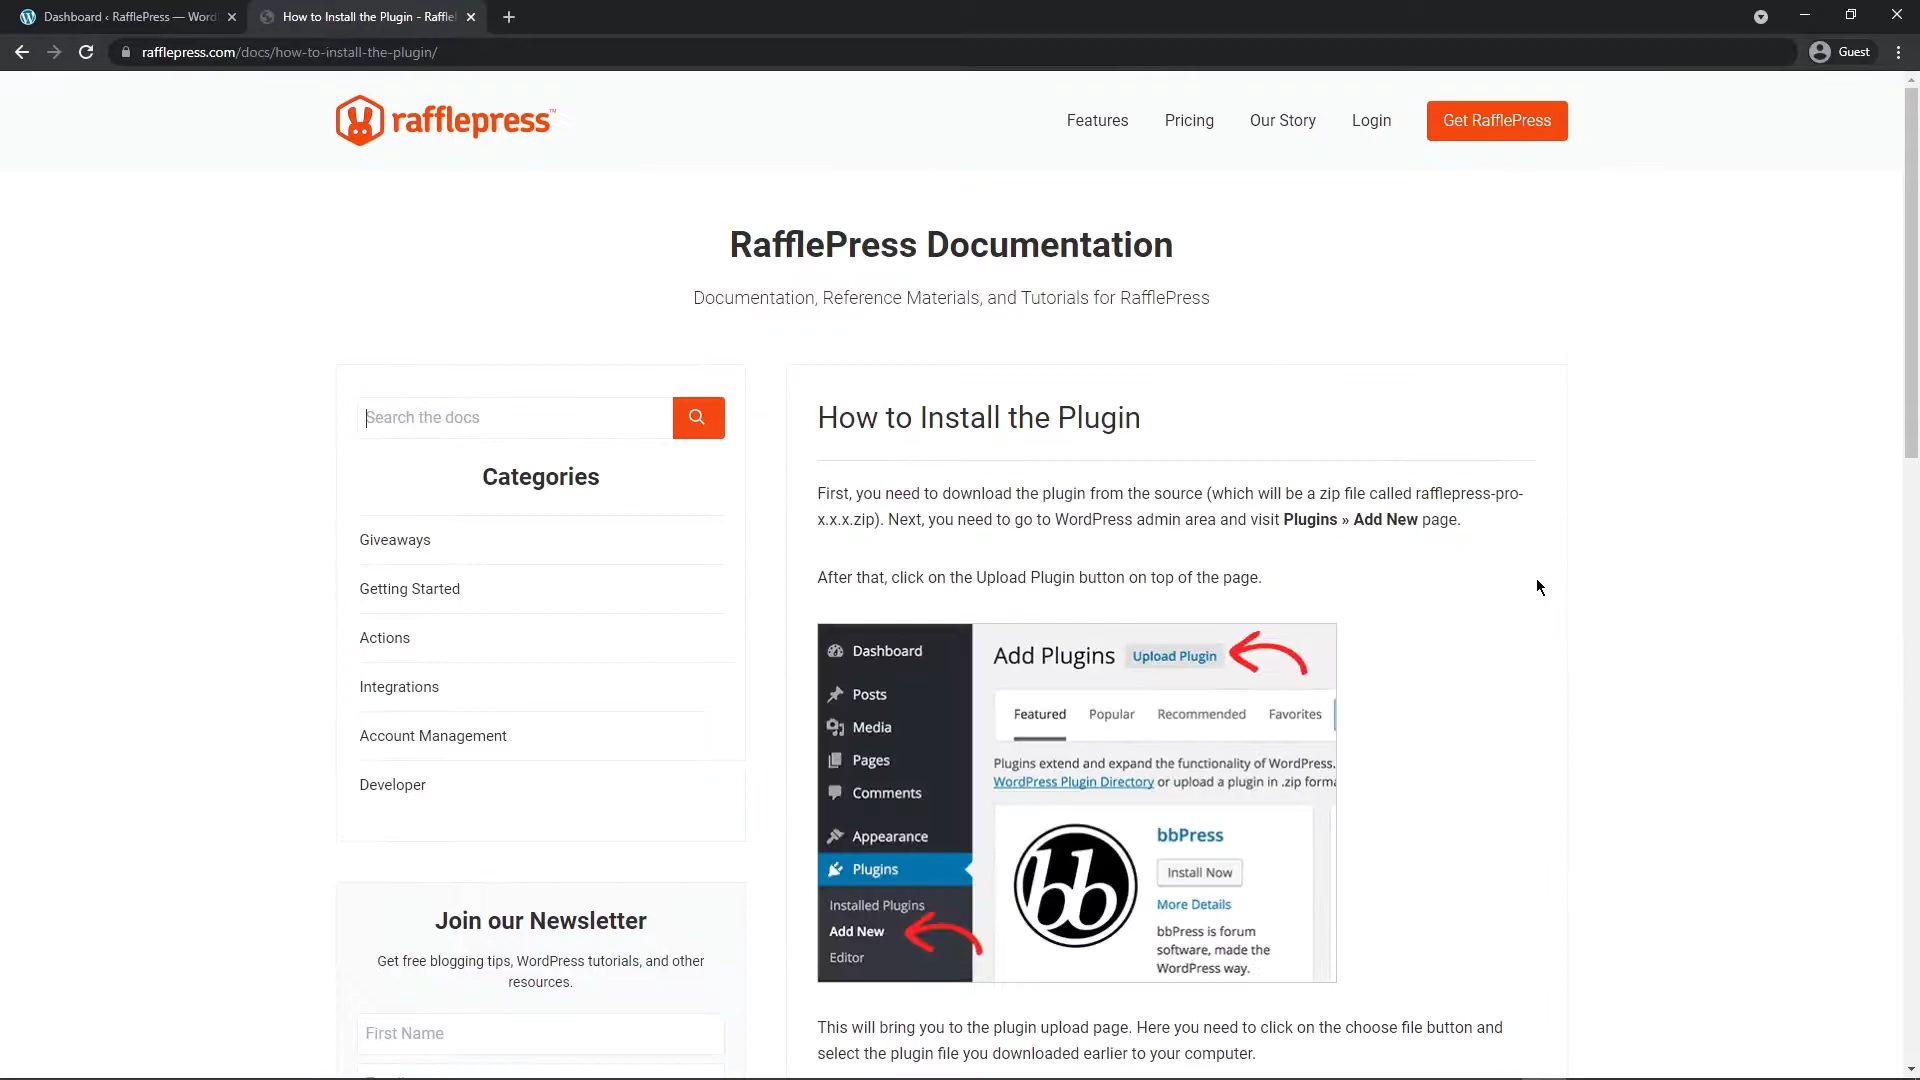 Dashboard ‹ RafflePress — Word
How to Install the Plugin - Raffle
rafflepress.com/docs/how-to-install-the-plugin/
Guest
rafflepress™
Features
Pricing
Our Story
Login
Get RafflePress
RafflePress Documentation
Documentation, Reference Materials, and Tutorials for RafflePress
Search the docs
Categories
Giveaways
Getting Started
Actions
Integrations
Account Management
Developer
Join our Newsletter
Get free blogging tips, WordPress tutorials, and other
resources.
First Name
How to Install the Plugin
First, you need to download the plugin from the source (which will be a zip file called rafflepress-pro-
x.x.x.zip). Next, you need to go to WordPress admin area and visit Plugins » Add New page.
After that, click on the Upload Plugin button on top of the page.
Dashboard
Posts
Media
Pages
Comments
Appearance
Plugins
Installed Plugins
Add New
Editor
Add Plugins
Upload Plugin
Featured
Popular
Recommended
Favorites
Plugins extend and expand the functionality of WordPress.
WordPress Plugin Directory or upload a plugin in .zip forma
bb
bbPress
Install Now
More Details
bbPress is forum
software, made the
WordPress way.
This will bring you to the plugin upload page. Here you need to click on the choose file button and
select the plugin file you downloaded earlier to your computer.